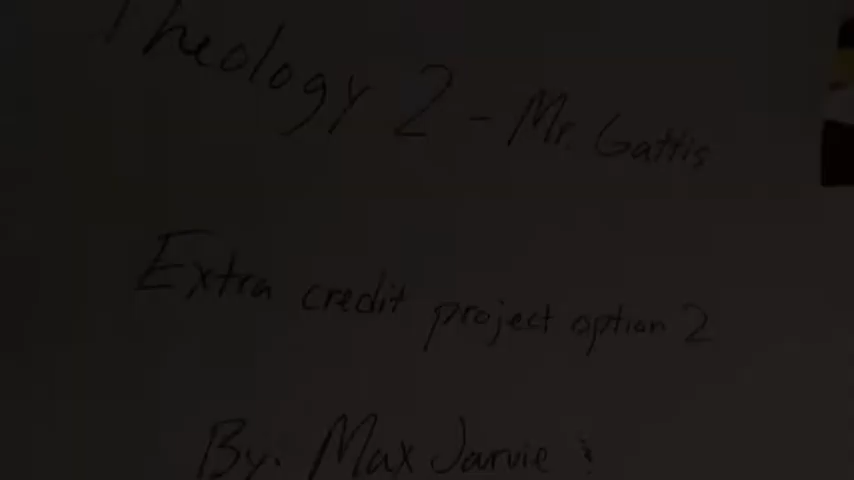 Theology 2 - Mr. Gattis
Extra credit project option 2
By: Max Jarvie